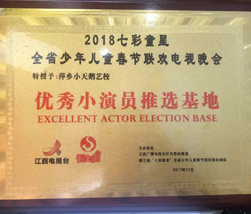 2018七彩童星
全省少年儿童春节联欢电视晚会
特授予：萍乡小天鹅艺校
优秀小演员推选基地
EXCELLENT ACTOR ELECTION BASE
江西电视台